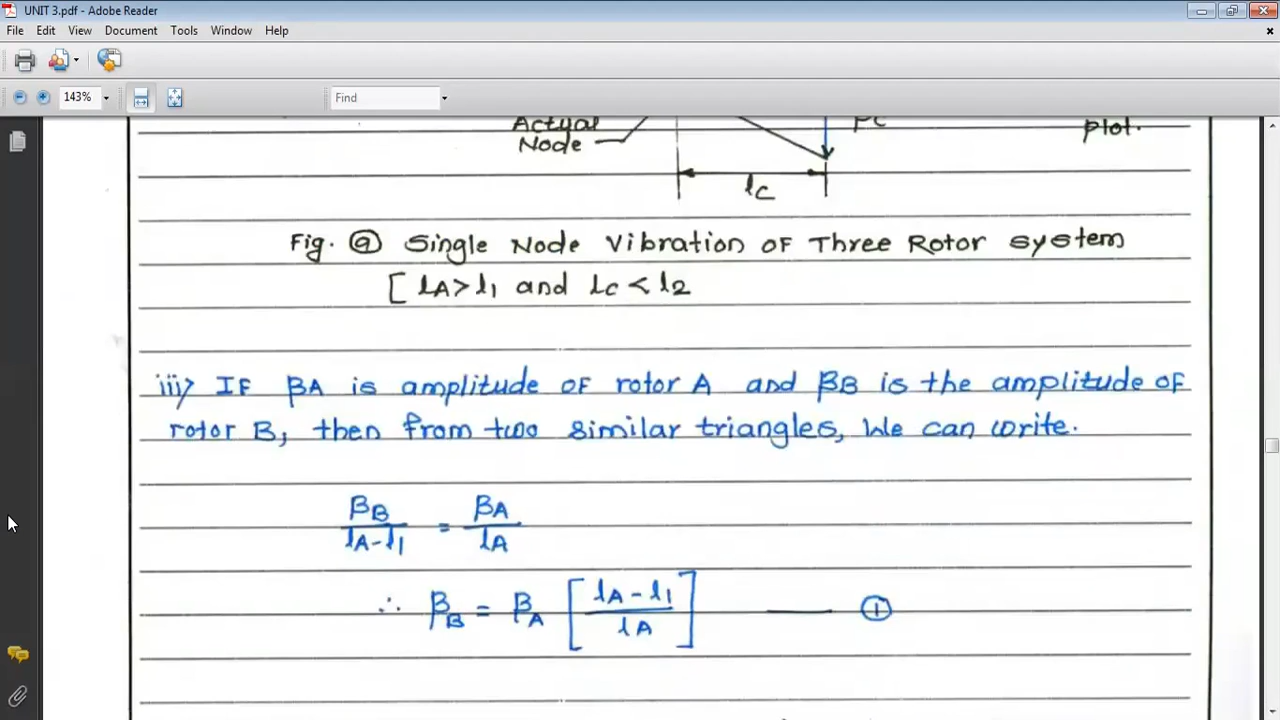 UNIT 3.pdf - Adobe Reader
File Edit View Document Tools Window Help
143%
Find
Actual
Node
βC
plot.
lC
Fig. ⓐ Single Node Vibration OF Three Rotor System
[ lA > l1 and lC < l2
iii> IF βA is amplitude OF rotor A and βB is the amplitude OF
rotor B, then from two similar triangles, We can write.
βB / lA - l1 = βA / lA
∴ βB = βA [ lA - l1 / lA ] —— ①